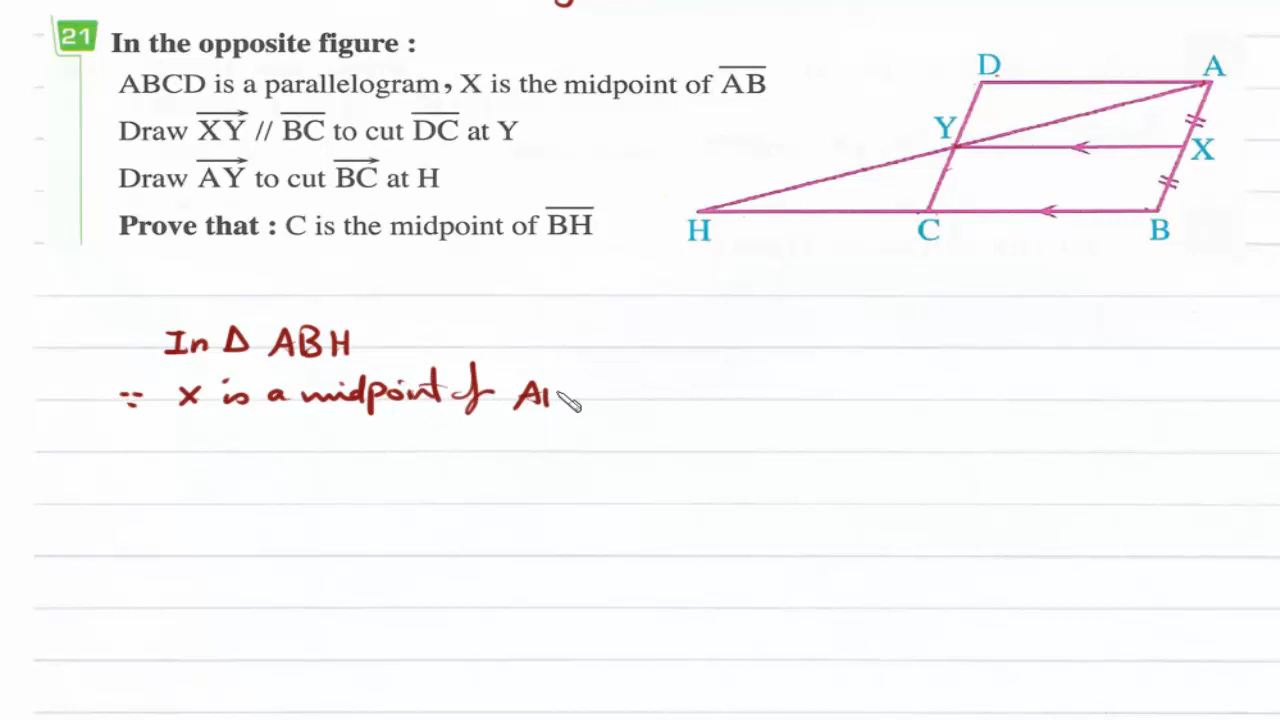 21 In the opposite figure :
ABCD is a parallelogram, X is the midpoint of AB
Draw XY // BC to cut DC at Y
Draw AY to cut BC at H
Prove that : C is the midpoint of BH
D
A
Y
X
H
C
B
In Δ ABH
∵ X is a midpoint of A